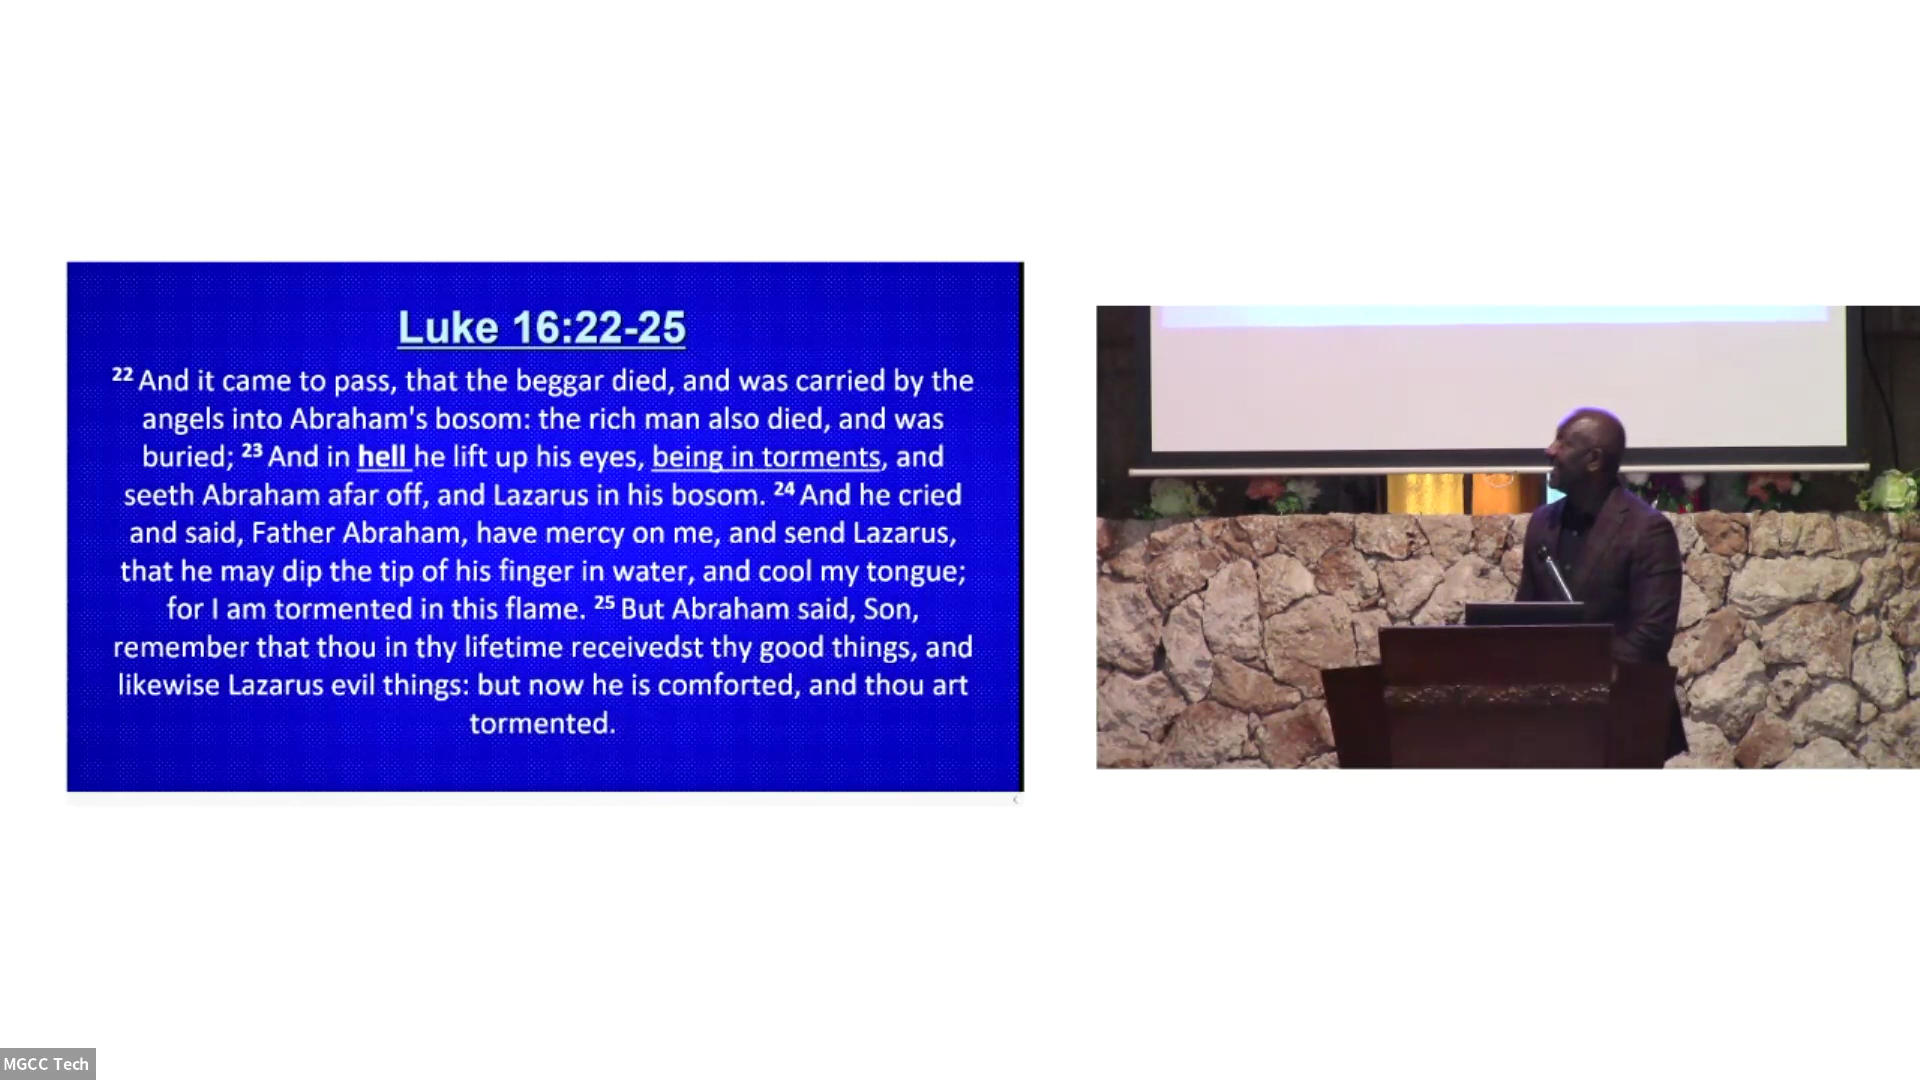 Luke 16:22-25
22 And it came to pass, that the beggar died, and was carried by the
angels into Abraham's bosom: the rich man also died, and was
buried; 23 And in hell he lift up his eyes, being in torments, and
seeth Abraham afar off, and Lazarus in his bosom. 24 And he cried
and said, Father Abraham, have mercy on me, and send Lazarus,
that he may dip the tip of his finger in water, and cool my tongue;
for I am tormented in this flame. 25 But Abraham said, Son,
remember that thou in thy lifetime receivedst thy good things, and
likewise Lazarus evil things: but now he is comforted, and thou art
tormented.
MGCC Tech